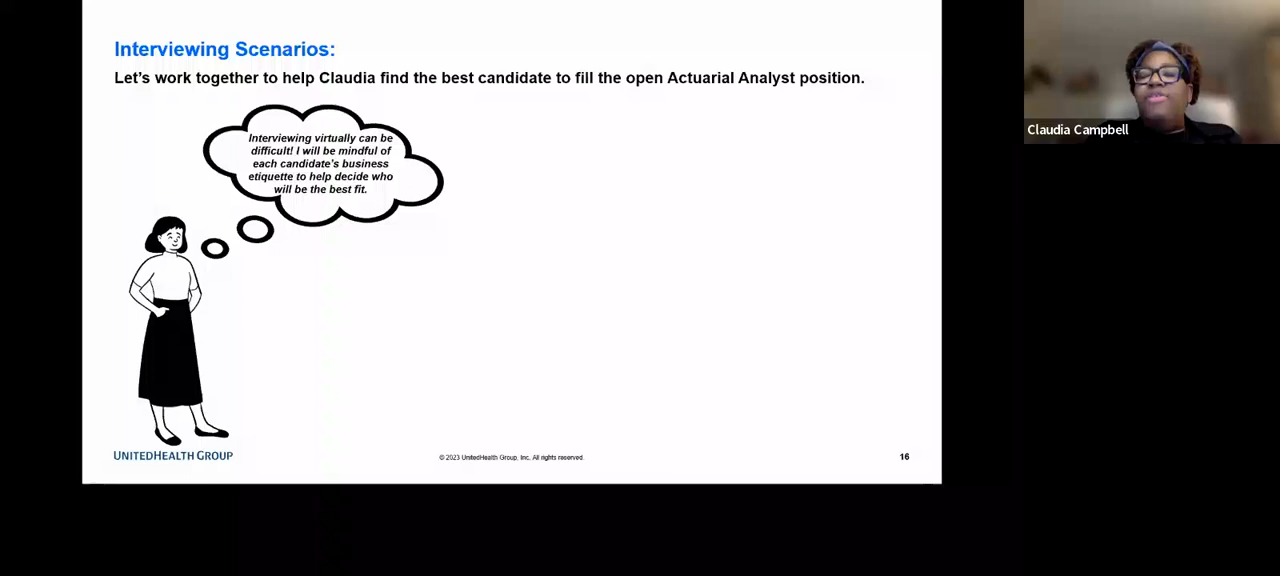 Interviewing Scenarios:
Let's work together to help Claudia find the best candidate to fill the open Actuarial Analyst position.
Interviewing virtually can be
difficult! I will be mindful of
each candidate's business
etiquette to help decide who
will be the best fit.
Claudia Campbell
UNITEDHEALTH GROUP
© 2023 UnitedHealth Group, Inc. All rights reserved.
16